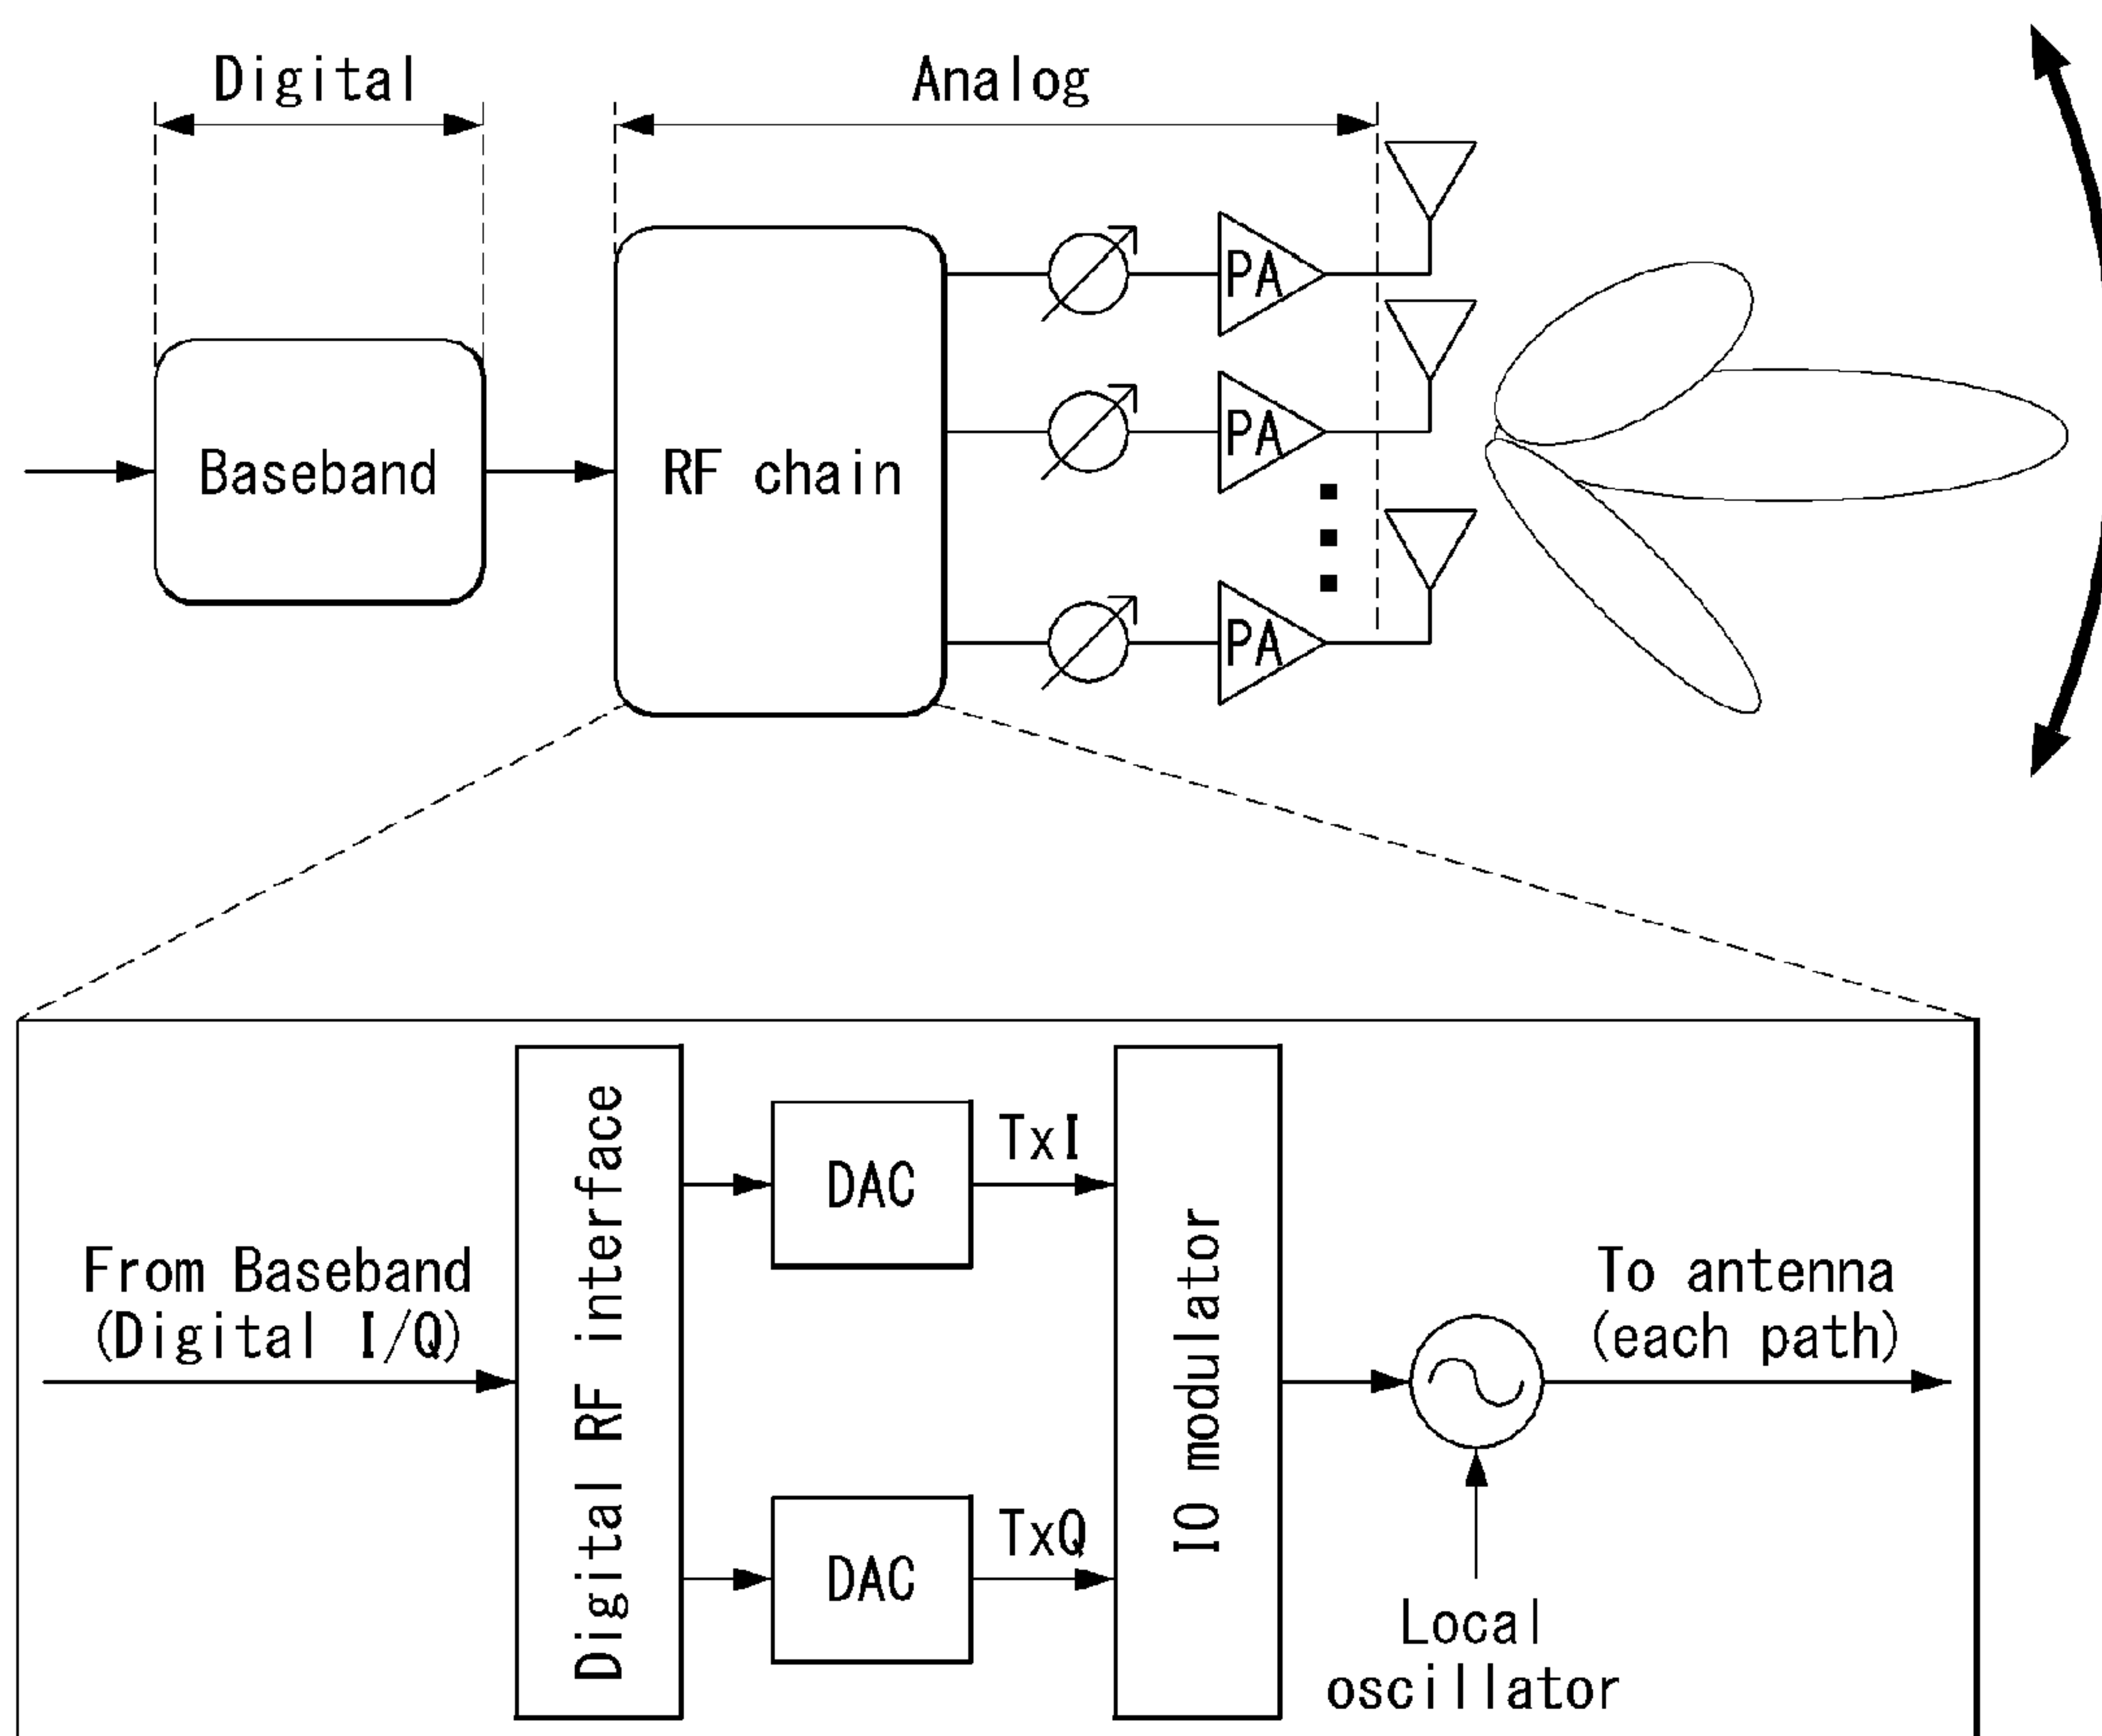 Digital
Analog
PA
PA
PA
Baseband
RF chain
Digital RF interface
DAC
TxI
DAC
TxQ
IO modulator
From Baseband
(Digital I/Q)
To antenna
(each path)
Local
oscillator